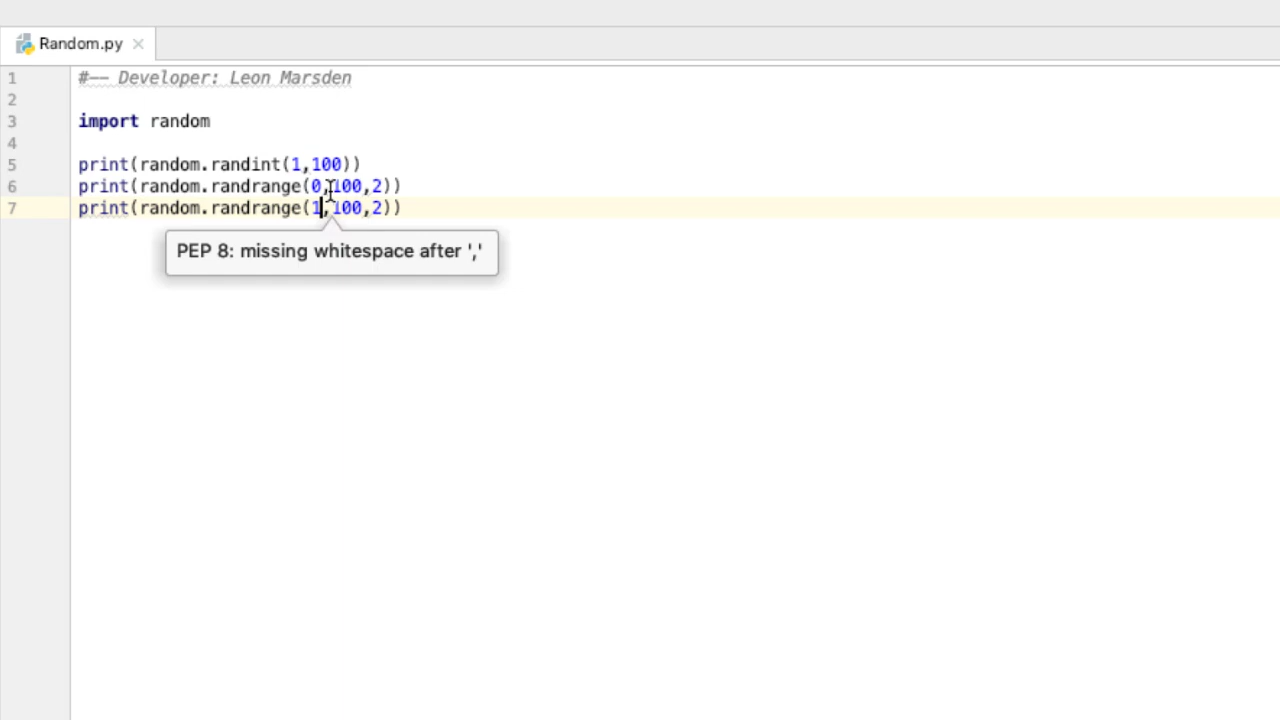 Random.py
1 #-- Developer: Leon Marsden
2
3 import random
4
5 print(random.randint(1,100))
6 print(random.randrange(0,100,2))
7 print(random.randrange(1,100,2))
PEP 8: missing whitespace after ','